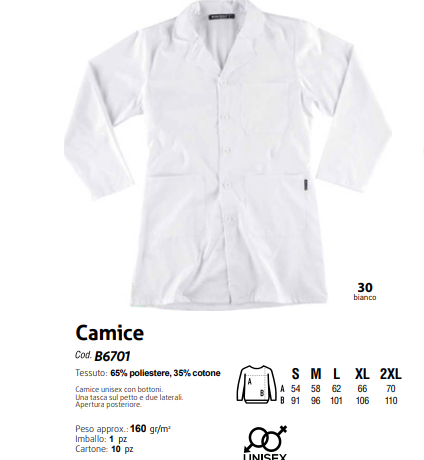 30
bianco
Camice
Cod. B6701
Tessuto: 65% poliestere, 35% cotone
Camice unisex con bottoni.
Una tasca sul petto e due laterali.
Apertura posteriore.
S M L XL 2XL
A 54 58 62 66 70
B 91 96 101 106 110
A
B
Peso approx.: 160 gr/m²
Imballo: 1 pz
Cartone: 10 pz
UNISEX